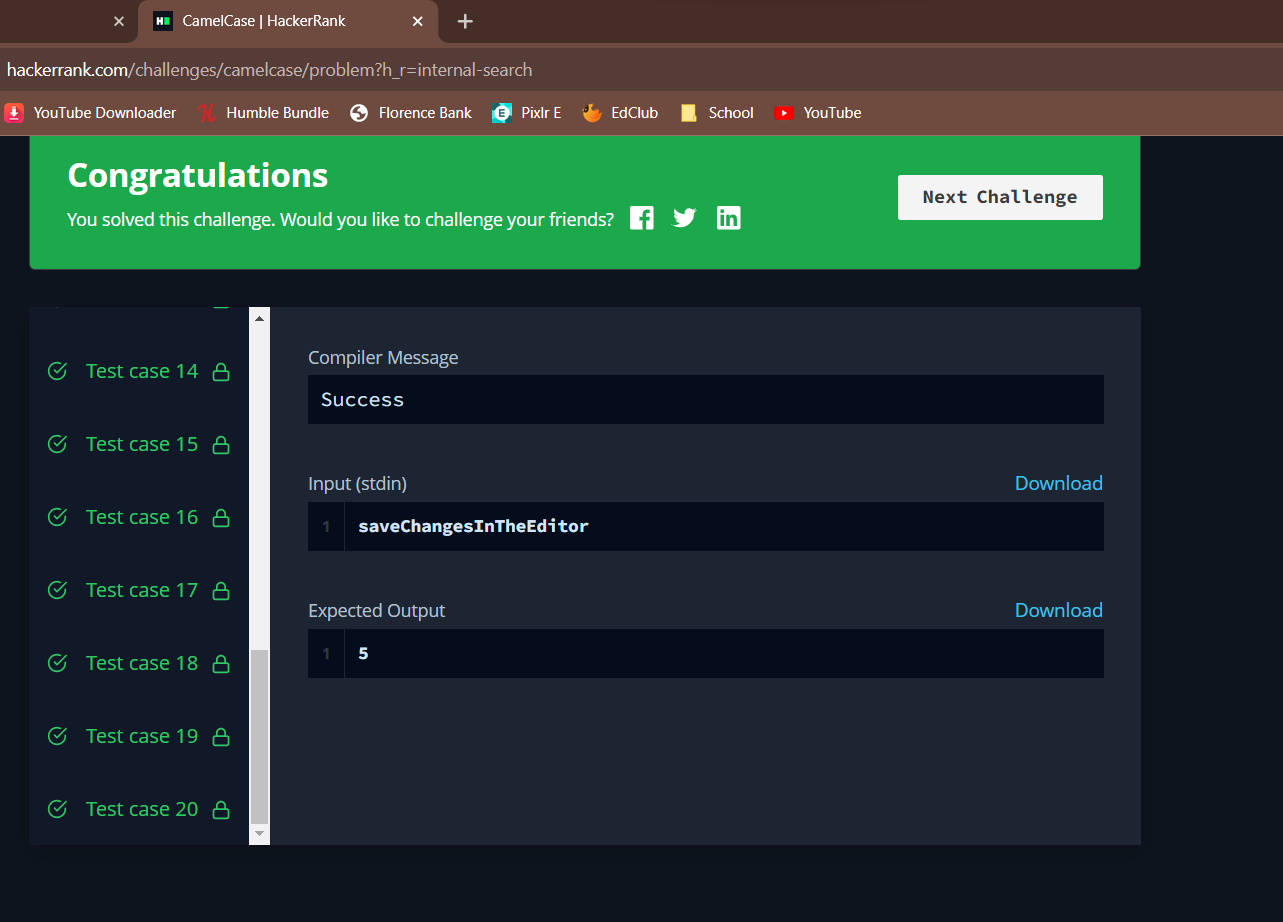 CamelCase | HackerRank
hackerrank.com/challenges/camelcase/problem?h_r=internal-search
YouTube Downloader Humble Bundle Florence Bank Pixlr E EdClub School YouTube
Congratulations
You solved this challenge. Would you like to challenge your friends?
Next Challenge
Test case 14
Test case 15
Test case 16
Test case 17
Test case 18
Test case 19
Test case 20
Compiler Message
Success
Input (stdin) Download
1 saveChangesInTheEditor
Expected Output Download
1 5